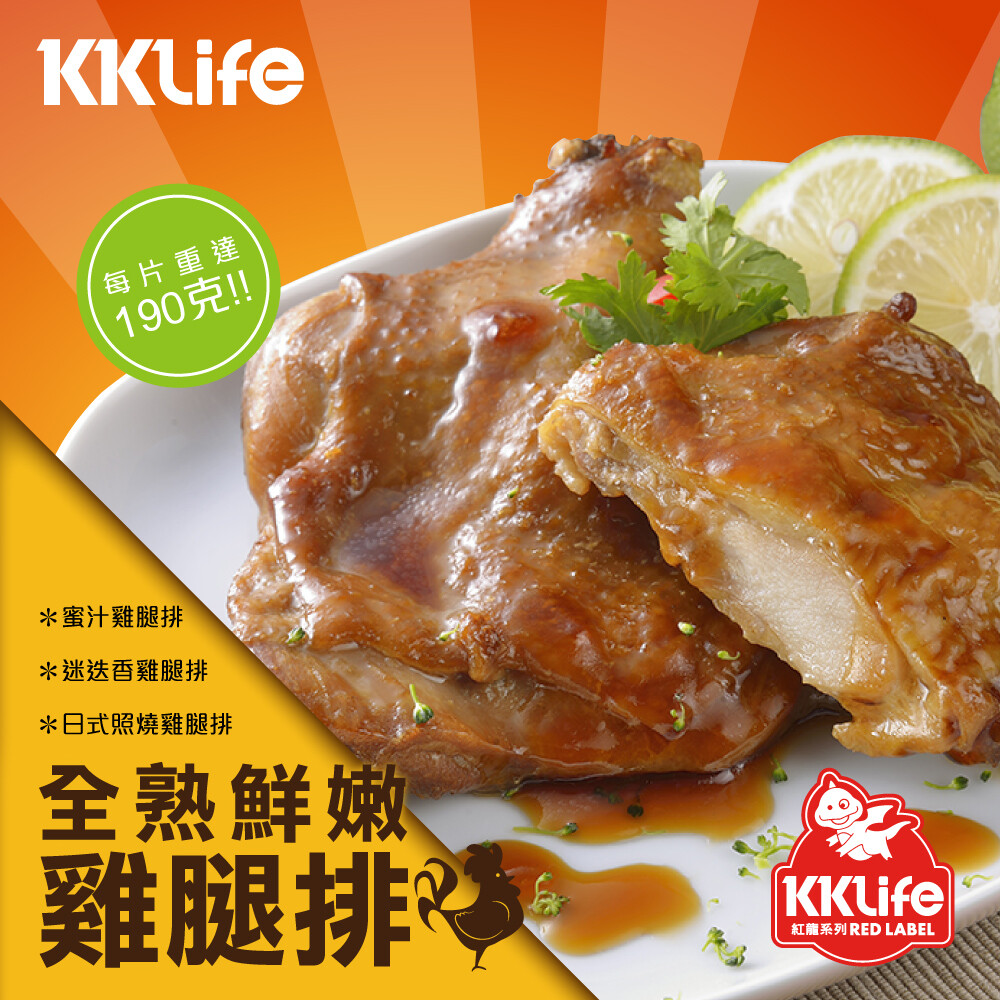 KKLife
每片重達
190克!!
＊蜜汁雞腿排
＊迷迭香雞腿排
＊日式照燒雞腿排
全熟鮮嫩
雞腿排
KKLife
紅龍系列 RED LABEL